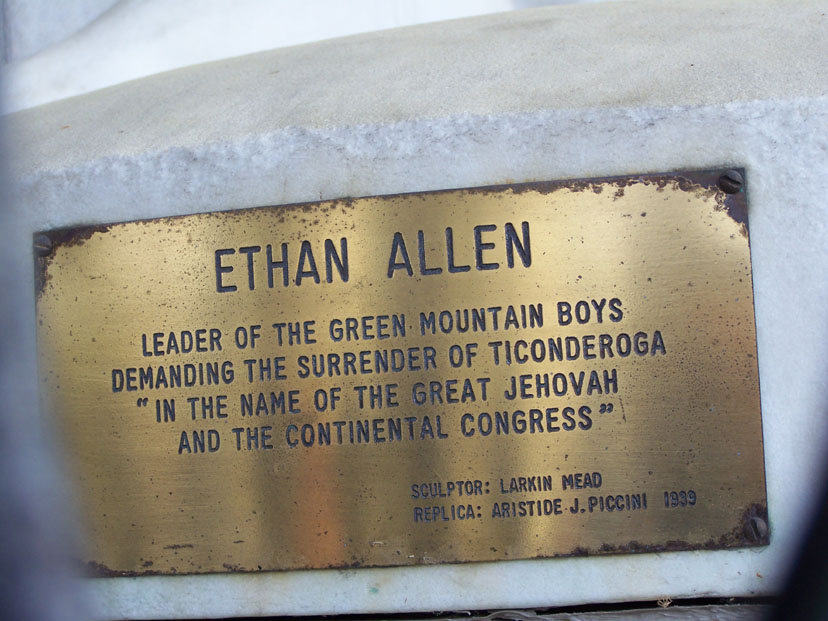 ETHAN ALLEN
LEADER OF THE GREEN MOUNTAIN BOYS
DEMANDING THE SURRENDER OF TICONDEROGA
"IN THE NAME OF THE GREAT JEHOVAH
AND THE CONTINENTAL CONGRESS"
SCULPTOR: LARKIN MEAD
REPLICA: ARISTIDE J. PICCINI 1939